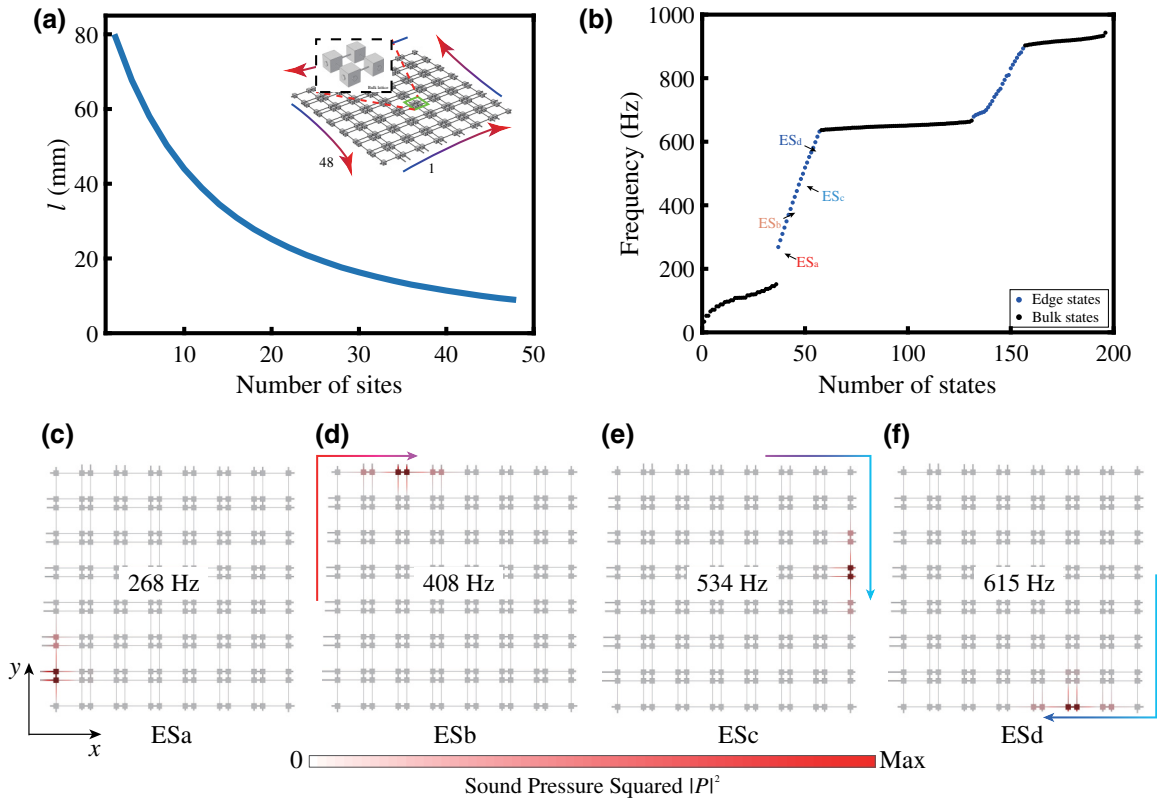 (a)
80
60
40
20
0
10
20
30
40
50
l (mm)
Number of sites
Bulk lattice
48
1
(b)
1000
800
600
400
200
0
0
50
100
150
200
Frequency (Hz)
Number of states
ESd
ESc
ESb
ESa
Edge states
Bulk states
(c)
268 Hz
y
x
ESa
(d)
408 Hz
ESb
(e)
534 Hz
ESc
(f)
615 Hz
ESd
0
Max
Sound Pressure Squared |P|²